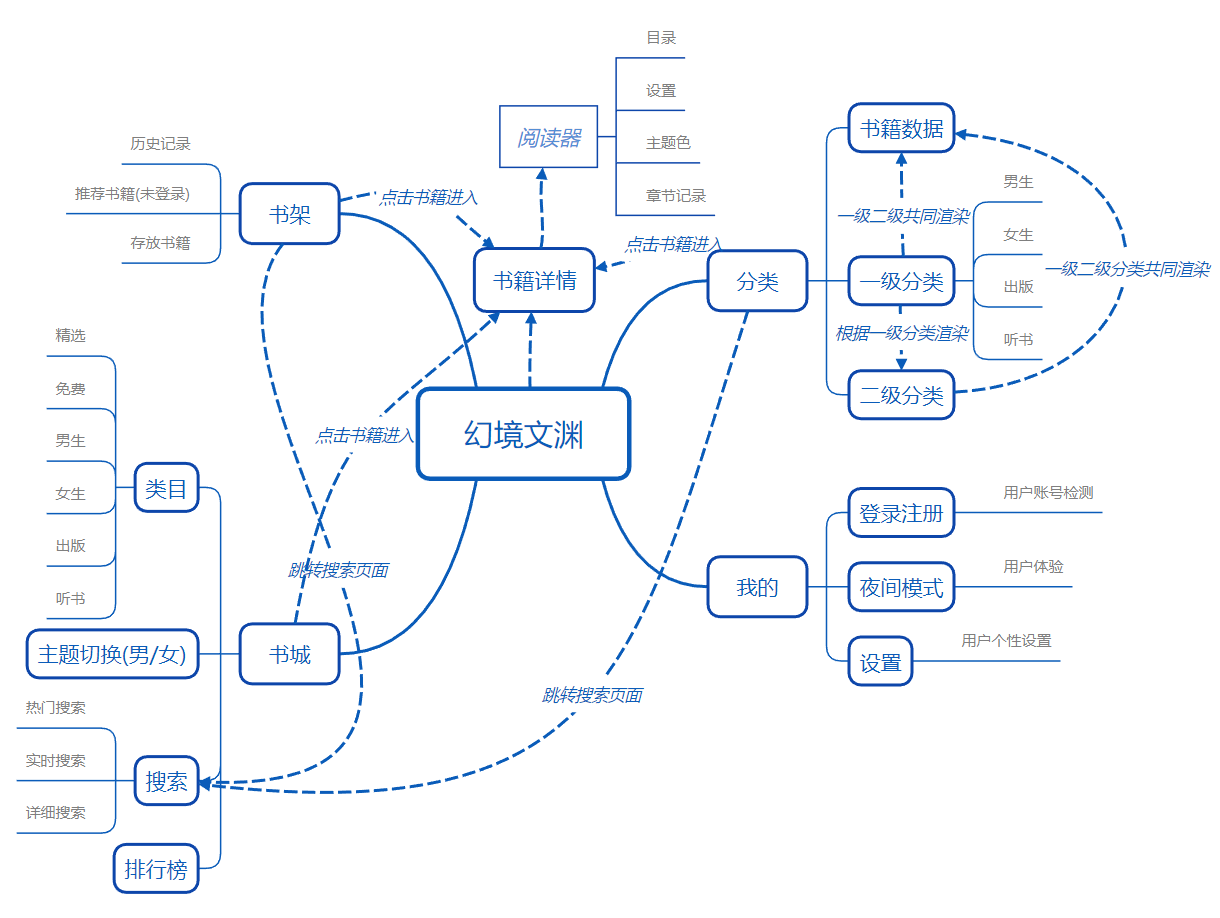 目录
设置
主题色
章节记录
阅读器
历史记录
推荐书籍(未登录)
存放书籍
书架
点击书籍进入
书籍详情
点击书籍进入
分类
书籍数据
一级二级共同渲染
一级分类
根据一级分类渲染
二级分类
男生
女生
出版
听书
一级二级分类共同渲染
幻境文渊
点击书籍进入
精选
免费
男生
女生
出版
听书
类目
跳转搜索页面
书城
主题切换(男/女)
热门搜索
实时搜索
详细搜索
搜索
排行榜
跳转搜索页面
我的
登录注册
用户账号检测
夜间模式
用户体验
设置
用户个性设置